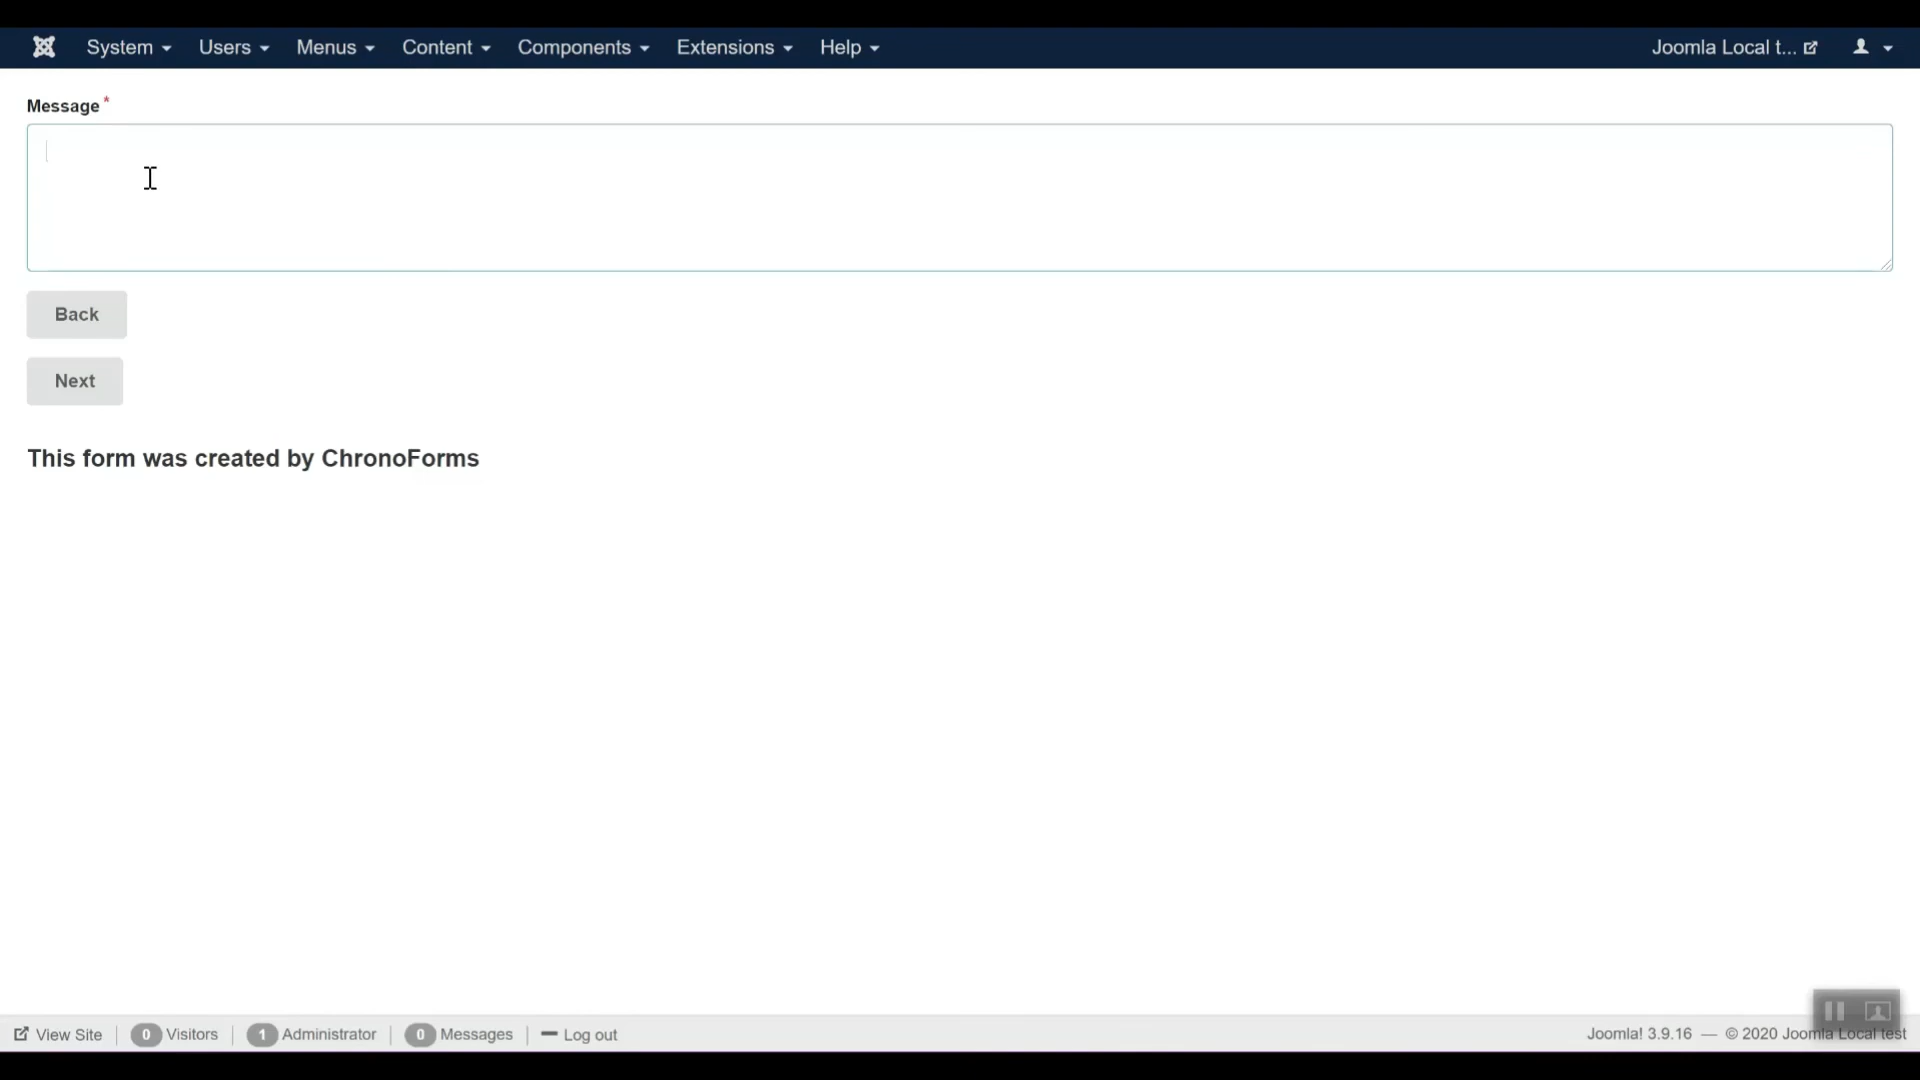 System Users Menus Content Components Extensions Help Joomla Local t...
Message *
Back
Next
This form was created by ChronoForms
View Site 0 Visitors 1 Administrator 0 Messages Log out Joomla! 3.9.16 — © 2020 Joomla Local test